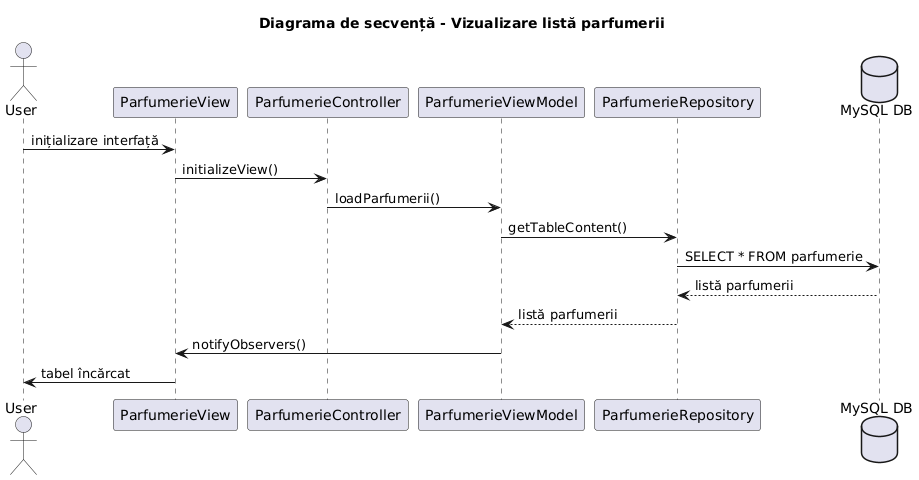 Diagrama de secvență - Vizualizare listă parfumerii
User
ParfumerieView
ParfumerieController
ParfumerieViewModel
ParfumerieRepository
MySQL DB
inițializare interfață
initializeView()
loadParfumerii()
getTableContent()
SELECT * FROM parfumerie
listă parfumerii
listă parfumerii
notifyObservers()
tabel încărcat
User
ParfumerieView
ParfumerieController
ParfumerieViewModel
ParfumerieRepository
MySQL DB